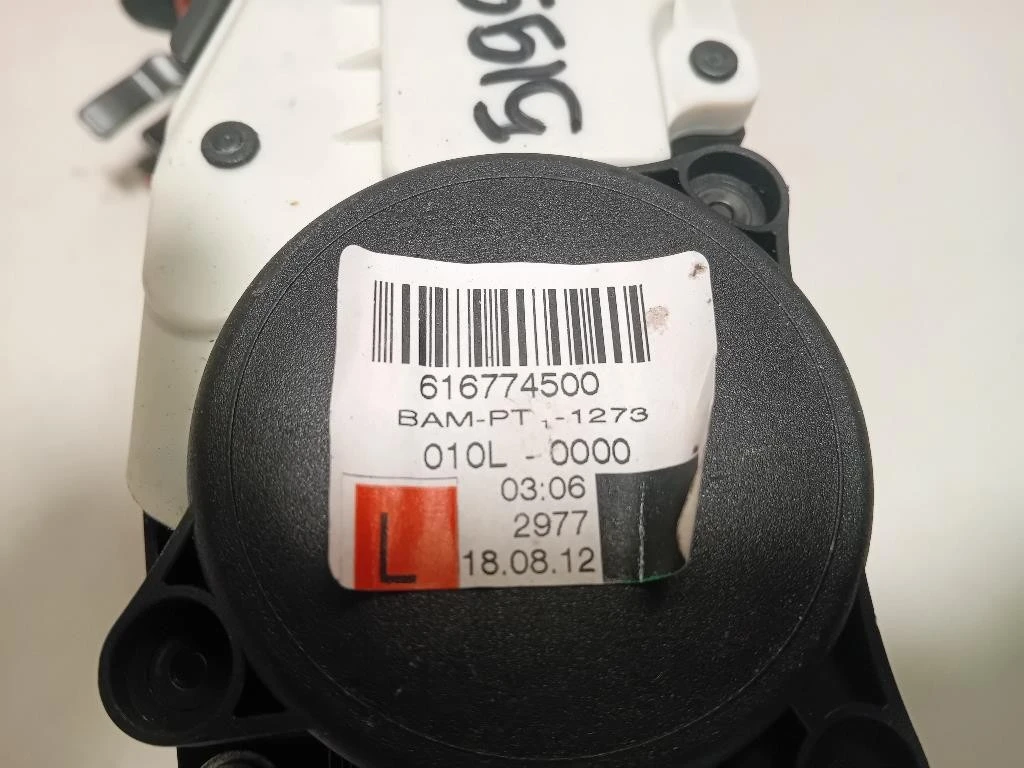 616774500
BAM-PT -1273
010L - 0000
03:06
2977
L
18.08.12